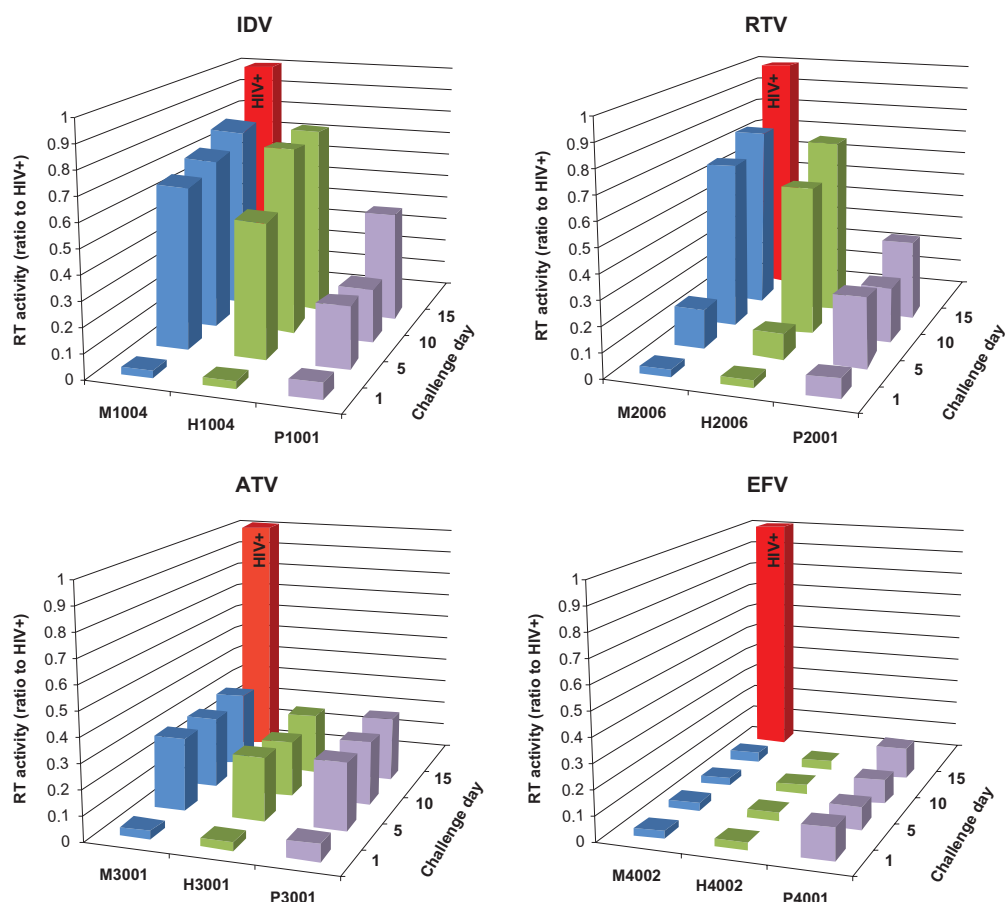 IDV
HIV+
RT activity (ratio to HIV+)
1
0.9
0.8
0.7
0.6
0.5
0.4
0.3
0.2
0.1
0
M1004
H1004
P1001
1
5
10
15
Challenge day
RTV
HIV+
RT activity (ratio to HIV+)
1
0.9
0.8
0.7
0.6
0.5
0.4
0.3
0.2
0.1
0
M2006
H2006
P2001
1
5
10
15
Challenge day
ATV
HIV+
RT activity (ratio to HIV+)
1
0.9
0.8
0.7
0.6
0.5
0.4
0.3
0.2
0.1
0
M3001
H3001
P3001
1
5
10
15
Challenge day
EFV
HIV+
RT activity (ratio to HIV+)
1
0.9
0.8
0.7
0.6
0.5
0.4
0.3
0.2
0.1
0
M4002
H4002
P4001
1
5
10
15
Challenge day